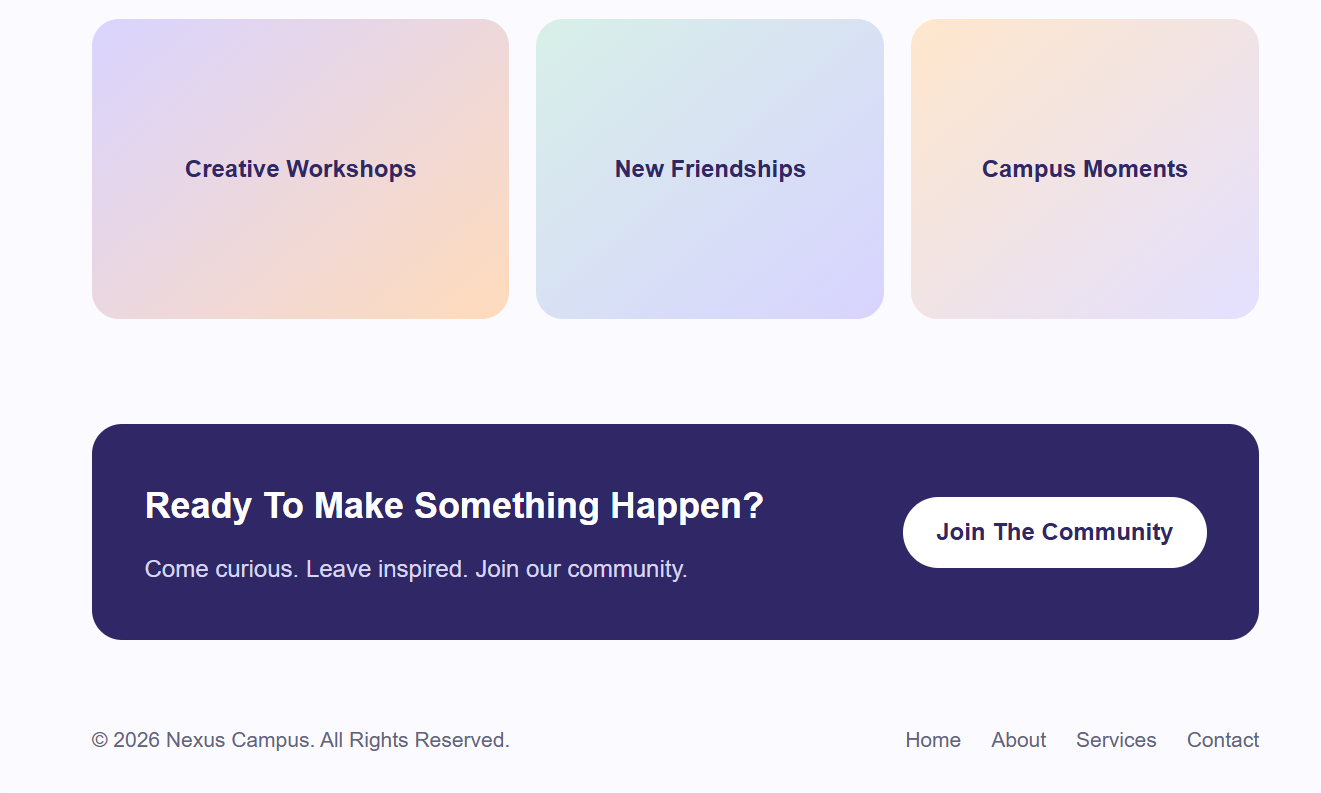 Creative Workshops
New Friendships
Campus Moments
Ready To Make Something Happen?
Come curious. Leave inspired. Join our community.
Join The Community
© 2026 Nexus Campus. All Rights Reserved.
Home About Services Contact